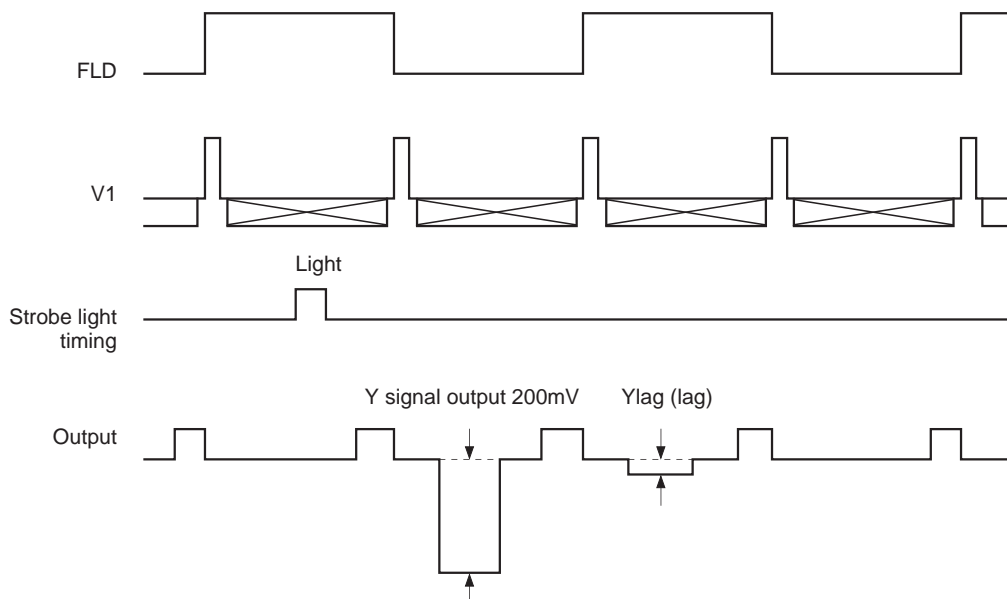 FLD
V1
Light
Strobe light
timing
Y signal output 200mV
Ylag (lag)
Output